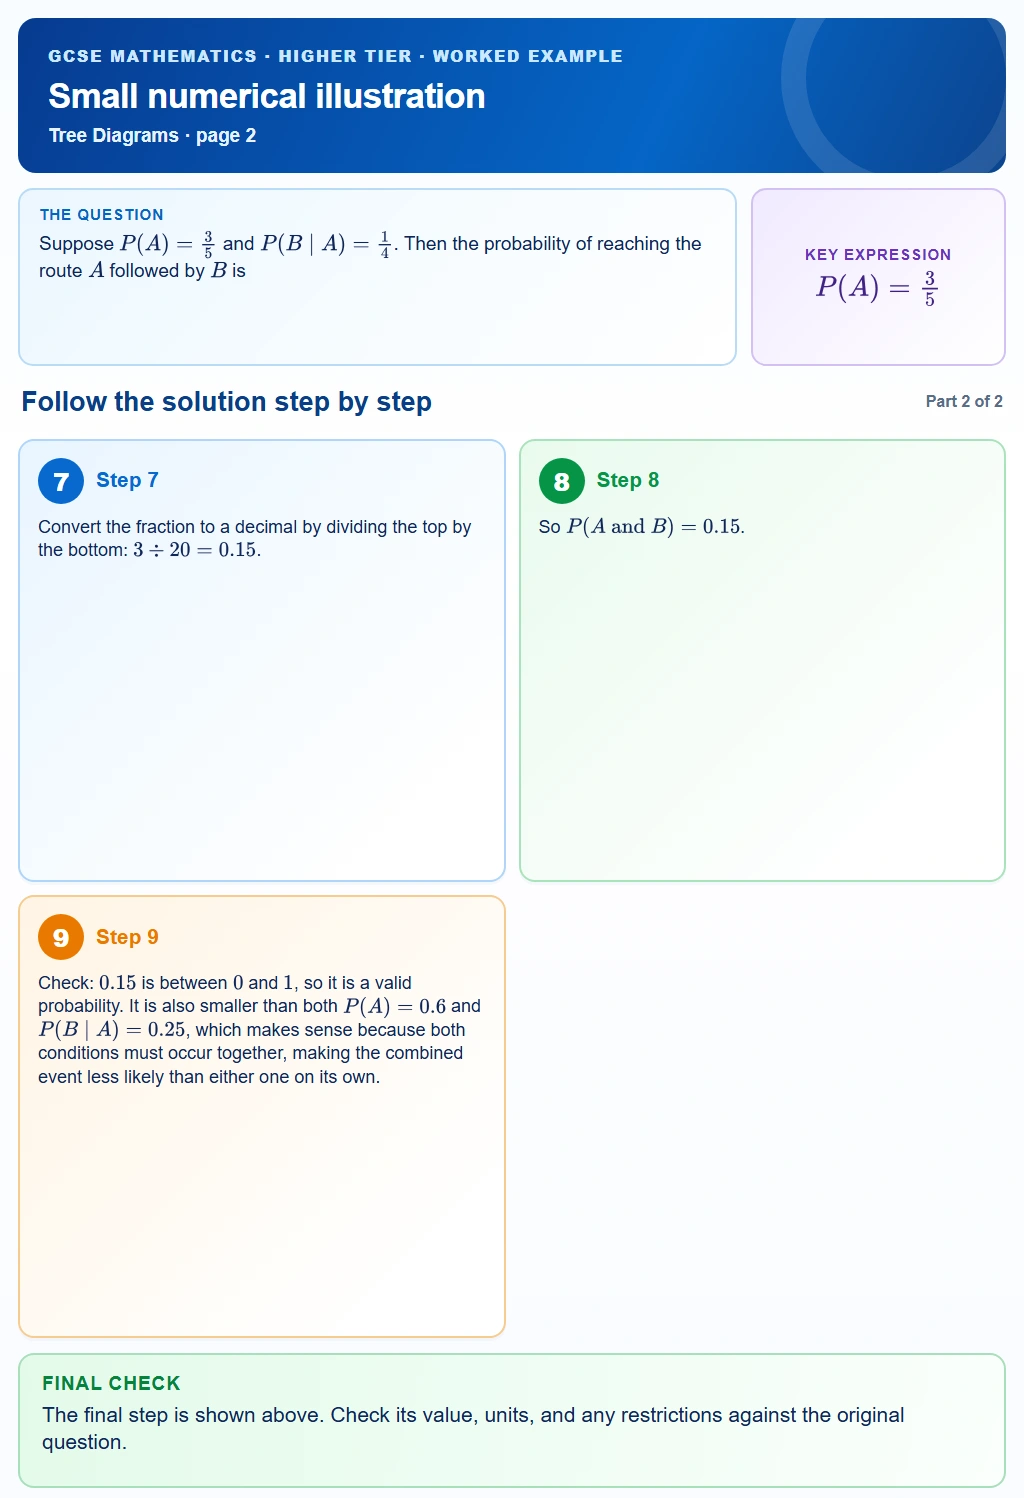 GCSE MATHEMATICS · HIGHER TIER · WORKED EXAMPLE
Small numerical illustration
Tree Diagrams · page 2
THE QUESTION
Suppose P(A) = 3/5 and P(B | A) = 1/4. Then the probability of reaching the
route A followed by B is
KEY EXPRESSION
P(A) = 3/5
Follow the solution step by step
Part 2 of 2
7 Step 7
Convert the fraction to a decimal by dividing the top by
the bottom: 3 ÷ 20 = 0.15.
8 Step 8
So P(A and B) = 0.15.
9 Step 9
Check: 0.15 is between 0 and 1, so it is a valid
probability. It is also smaller than both P(A) = 0.6 and
P(B | A) = 0.25, which makes sense because both
conditions must occur together, making the combined
event less likely than either one on its own.
FINAL CHECK
The final step is shown above. Check its value, units, and any restrictions against the original
question.